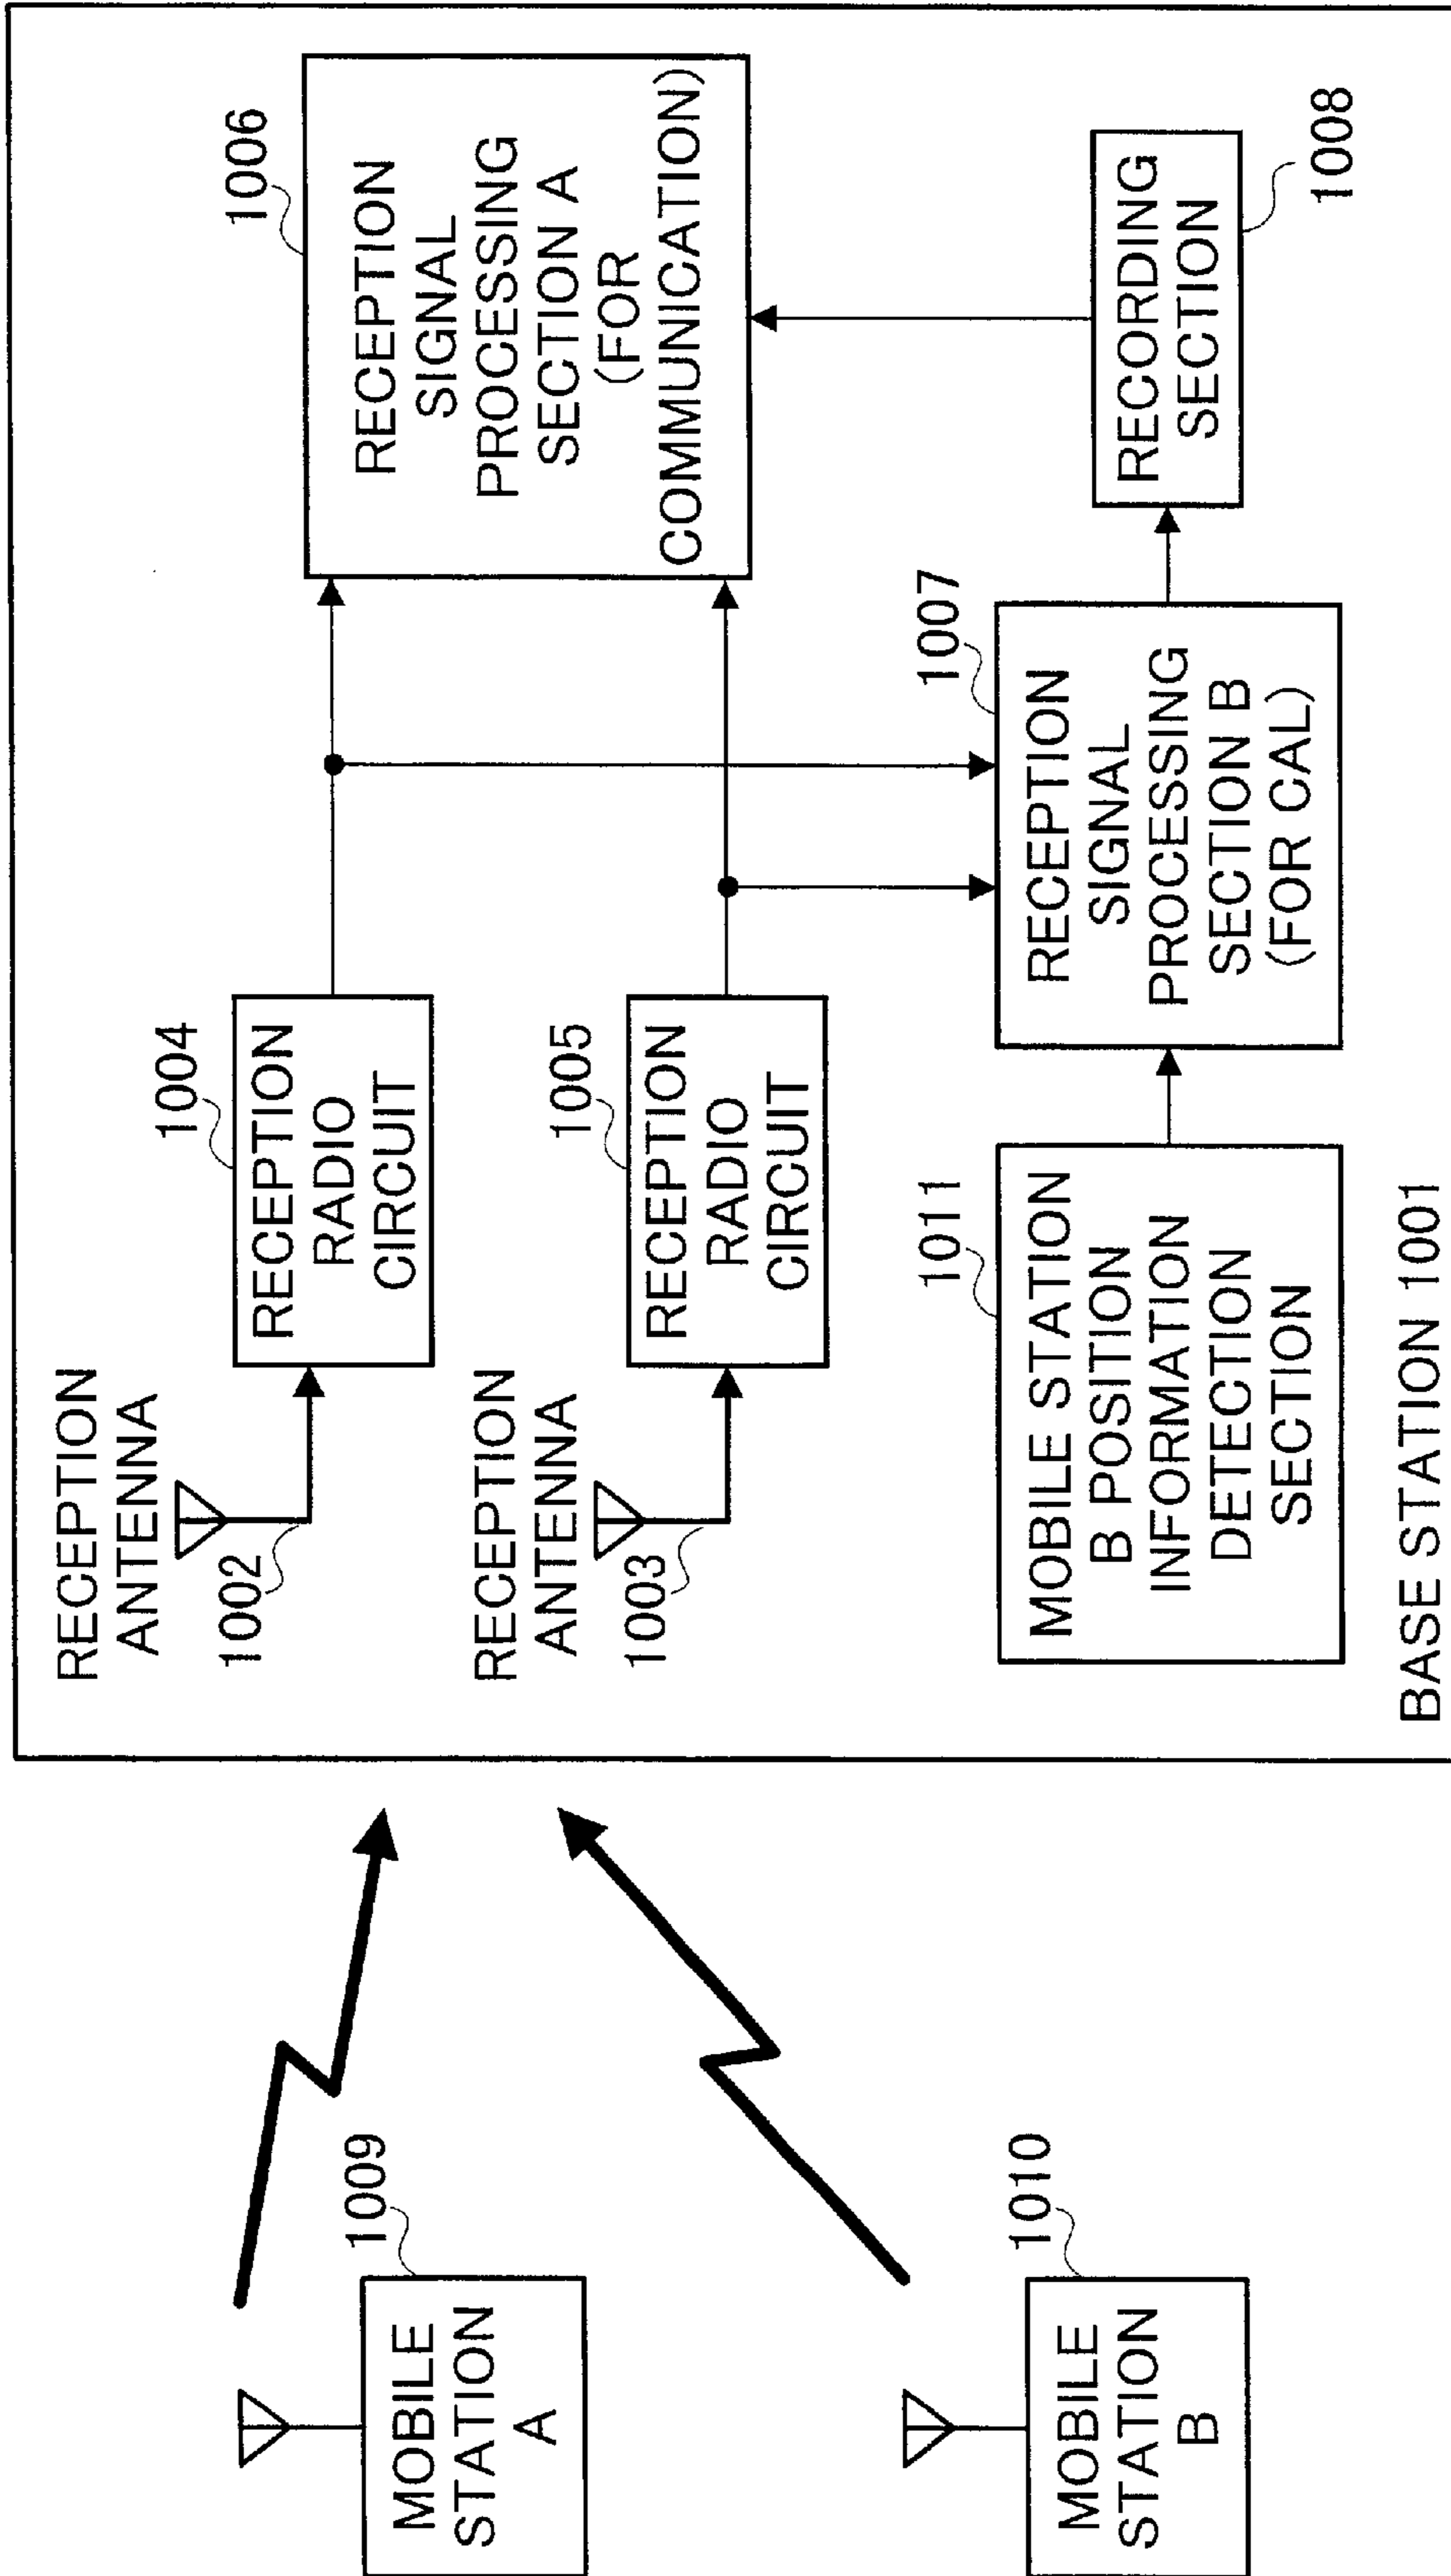 MOBILE
STATION
A
1009
MOBILE
STATION
B
1010
RECEPTION
ANTENNA
1002
RECEPTION
RADIO
CIRCUIT
1004
RECEPTION
ANTENNA
1003
RECEPTION
RADIO
CIRCUIT
1005
RECEPTION
SIGNAL
PROCESSING
SECTION A
(FOR
COMMUNICATION)
1006
MOBILE STATION
B POSITION
INFORMATION
DETECTION
SECTION
1011
RECEPTION
SIGNAL
PROCESSING
SECTION B
(FOR CAL)
1007
RECORDING
SECTION
1008
BASE STATION 1001